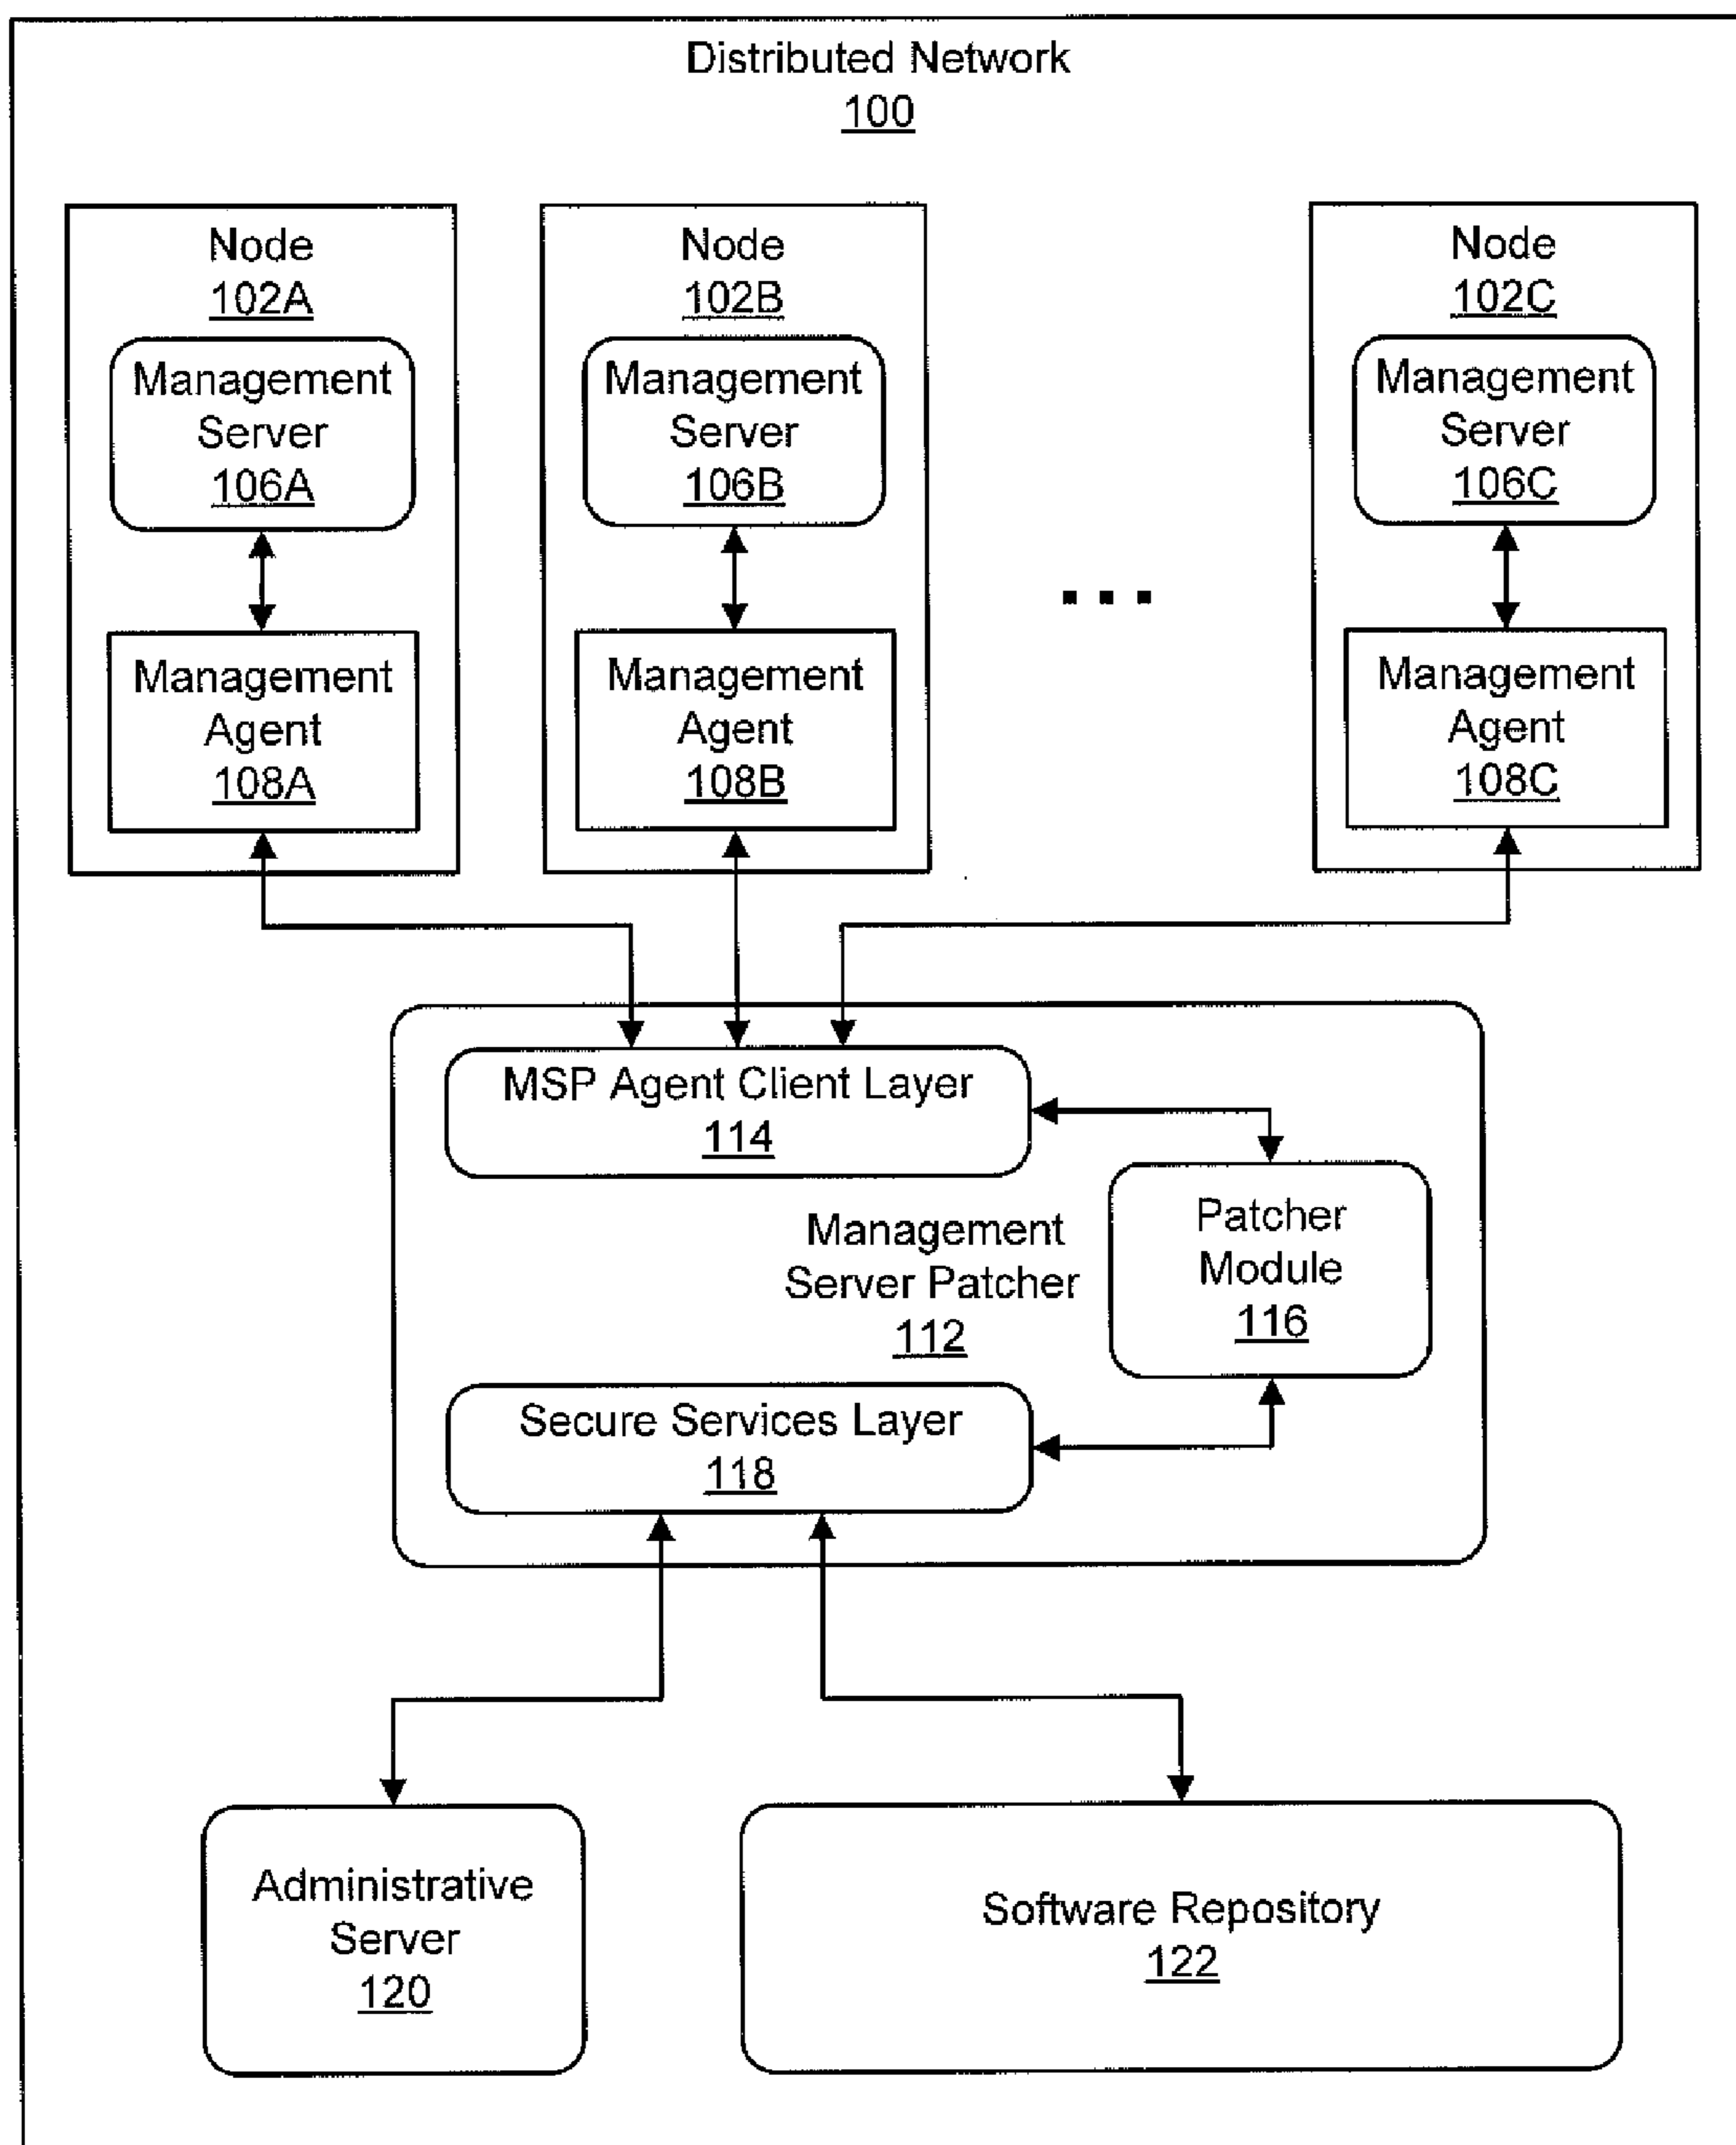 Distributed Network
100
Node
102A
Management
Server
106A
Management
Agent
108A
Node
102B
Management
Server
106B
Management
Agent
108B
...
Node
102C
Management
Server
106C
Management
Agent
108C
MSP Agent Client Layer
114
Management
Server Patcher
112
Patcher
Module
116
Secure Services Layer
118
Administrative
Server
120
Software Repository
122